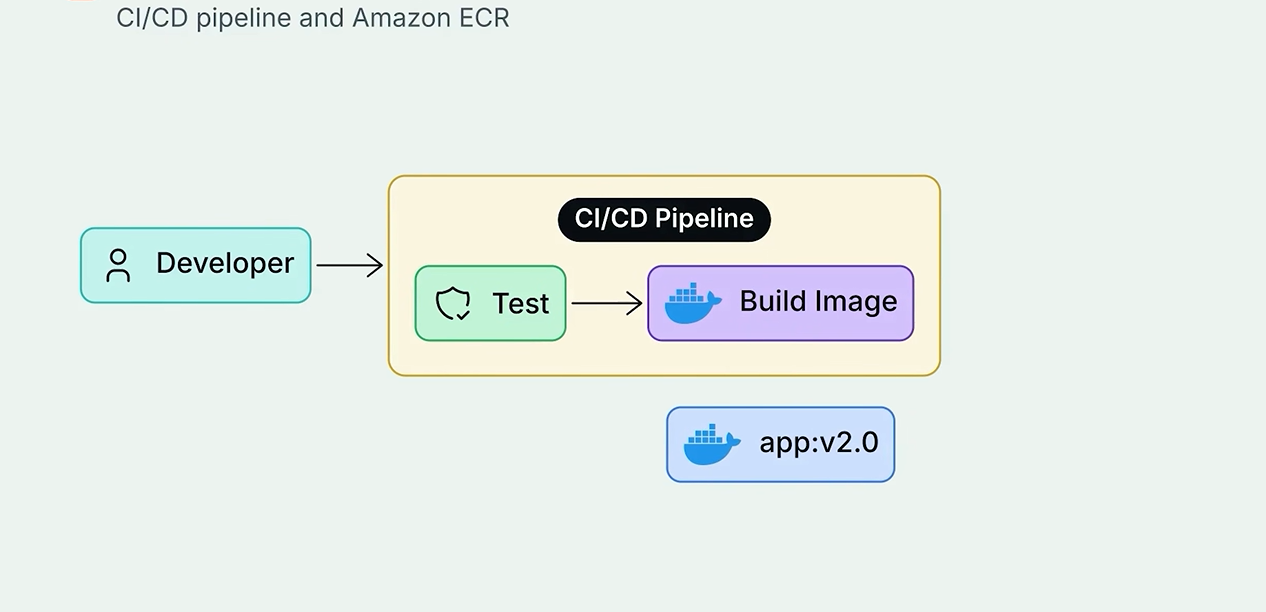 CI/CD pipeline and Amazon ECR
CI/CD Pipeline
Developer
Test
Build Image
app:v2.0